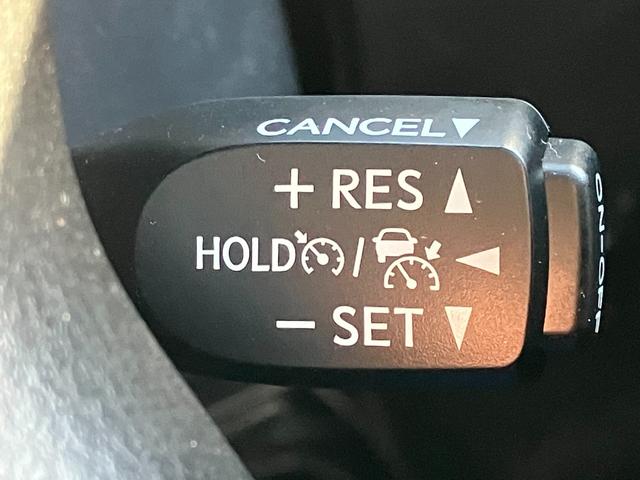 CANCEL▼
+ RES ▲
HOLD / ◀
− SET ▼
ON-OFF